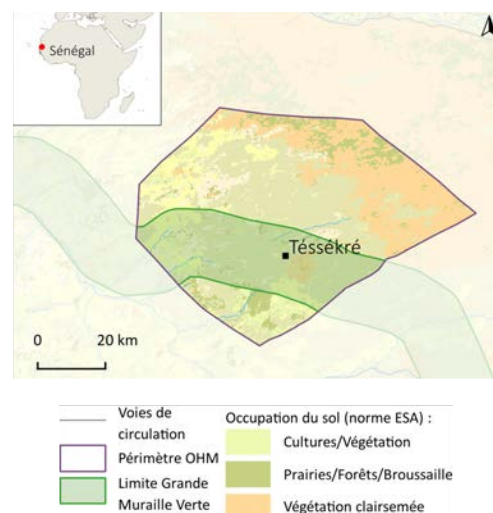 Sénégal
Téssékré
0 20 km
Voies de
circulation
Périmètre OHM
Limite Grande
Muraille Verte
Occupation du sol (norme ESA) :
Cultures/Végétation
Prairies/Forêts/Broussaille
Végétation clairsemée